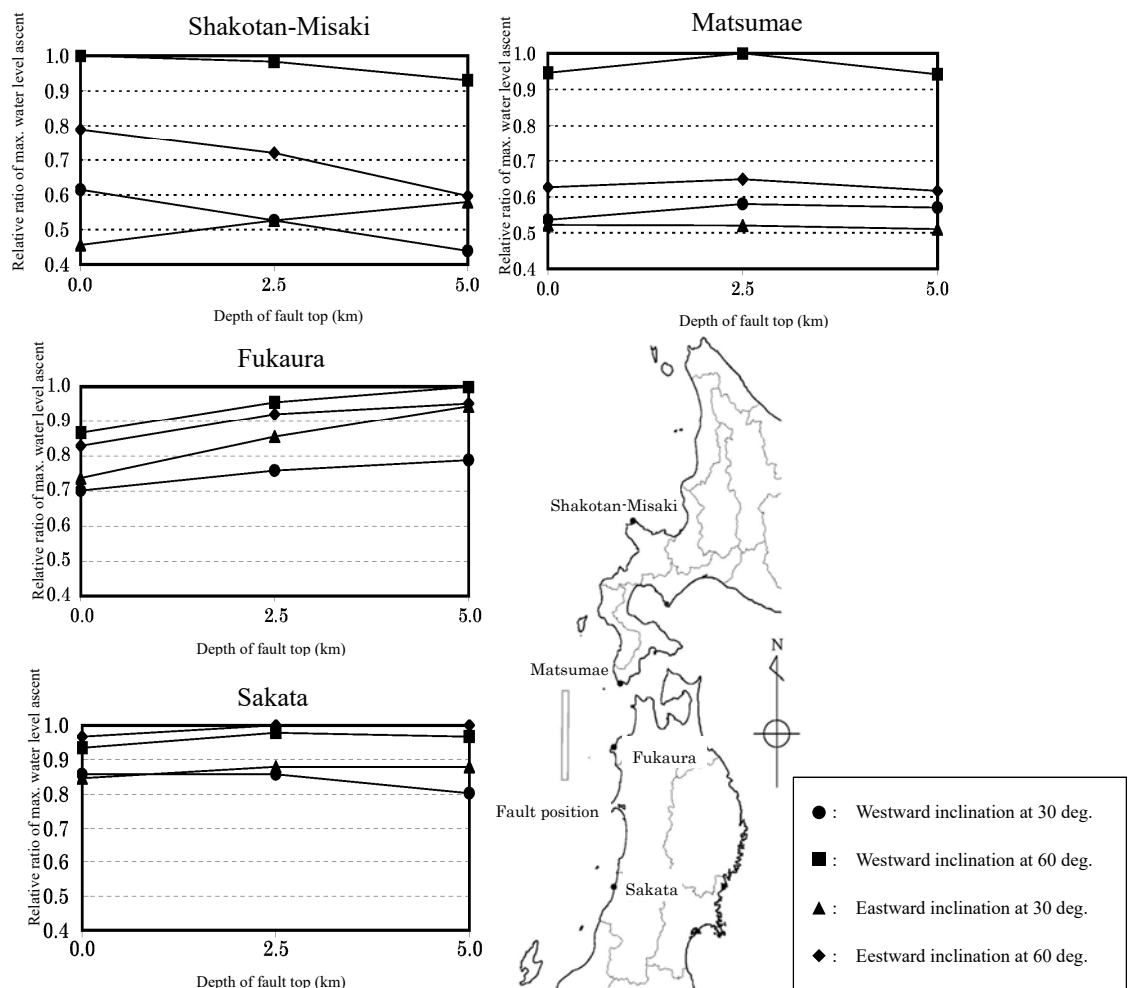 Shakotan-Misaki
Relative ratio of max. water level ascent
1.0
0.9
0.8
0.7
0.6
0.5
0.4
0.0 2.5 5.0
Depth of fault top (km)
Matsumae
Relative ratio of max. water level ascent
1.0
0.9
0.8
0.7
0.6
0.5
0.4
0.0 2.5 5.0
Depth of fault top (km)
Fukaura
Relative ratio of max. water level ascent
1.0
0.9
0.8
0.7
0.6
0.5
0.4
0.0 2.5 5.0
Depth of fault top (km)
Sakata
Relative ratio of max. water level ascent
1.0
0.9
0.8
0.7
0.6
0.5
0.4
0.0 2.5 5.0
Depth of fault top (km)
Shakotan-Misaki
N
Matsumae
Fukaura
Fault position
Sakata
● : Westward inclination at 30 deg.
■ : Westward inclination at 60 deg.
▲ : Eastward inclination at 30 deg.
◆ : Eestward inclination at 60 deg.